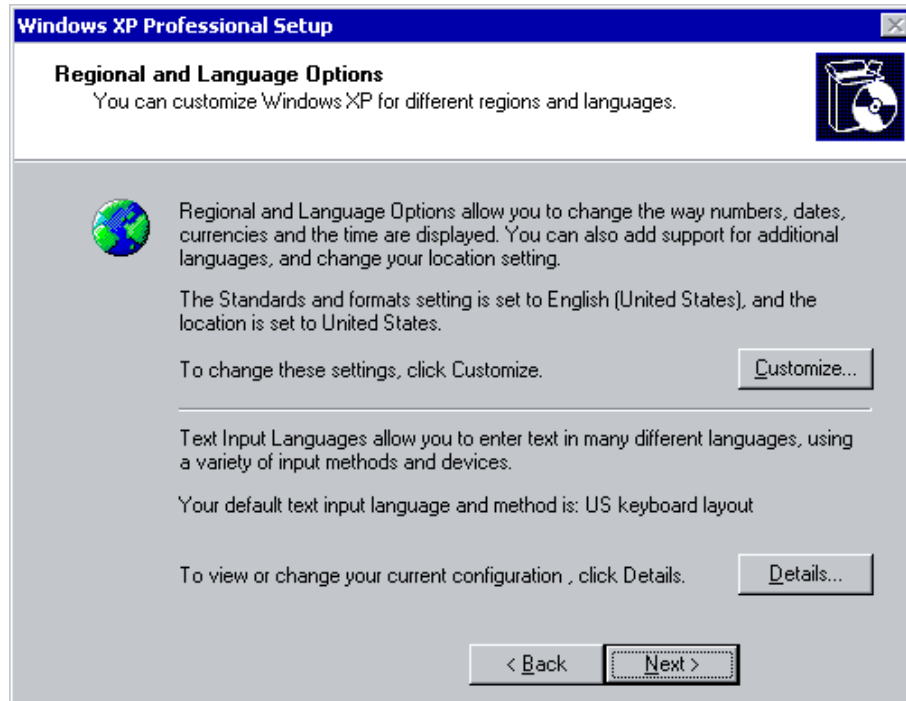 Windows XP Professional Setup
Regional and Language Options
You can customize Windows XP for different regions and languages.
Regional and Language Options allow you to change the way numbers, dates,
currencies and the time are displayed. You can also add support for additional
languages, and change your location setting.
The Standards and formats setting is set to English (United States), and the
location is set to United States.
To change these settings, click Customize.
Customize...
Text Input Languages allow you to enter text in many different languages, using
a variety of input methods and devices.
Your default text input language and method is: US keyboard layout
To view or change your current configuration , click Details.
Details...
< Back
Next >